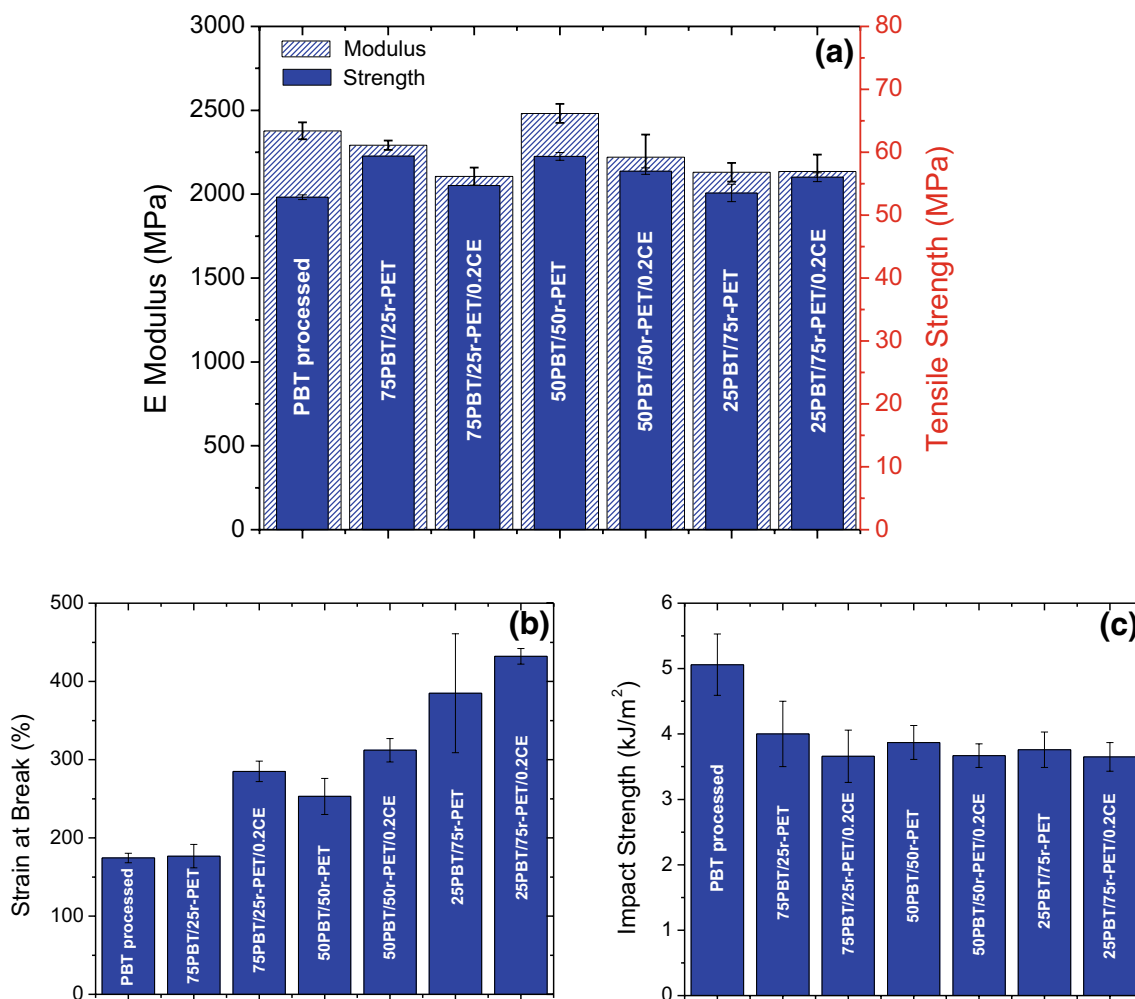 (a)
Modulus
Strength
3000
2500
2000
1500
1000
500
0
E Modulus (MPa)
80
70
60
50
40
30
20
10
0
Tensile Strength (MPa)
PBT processed
75PBT/25r-PET
75PBT/25r-PET/0.2CE
50PBT/50r-PET
50PBT/50r-PET/0.2CE
25PBT/75r-PET
25PBT/75r-PET/0.2CE
(b)
500
400
300
200
100
0
Strain at Break (%)
PBT processed
75PBT/25r-PET
75PBT/25r-PET/0.2CE
50PBT/50r-PET
50PBT/50r-PET/0.2CE
25PBT/75r-PET
25PBT/75r-PET/0.2CE
(c)
6
5
4
3
2
1
0
Impact Strength (kJ/m²)
PBT processed
75PBT/25r-PET
75PBT/25r-PET/0.2CE
50PBT/50r-PET
50PBT/50r-PET/0.2CE
25PBT/75r-PET
25PBT/75r-PET/0.2CE